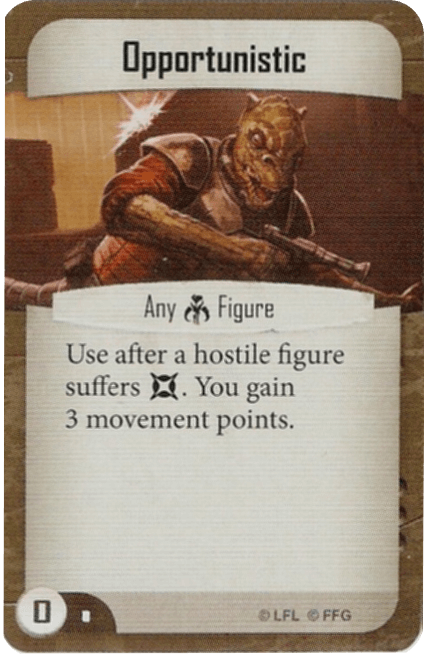 Opportunistic
Any Figure
Use after a hostile figure
suffers . You gain
3 movement points.
0
© LFL © FFG